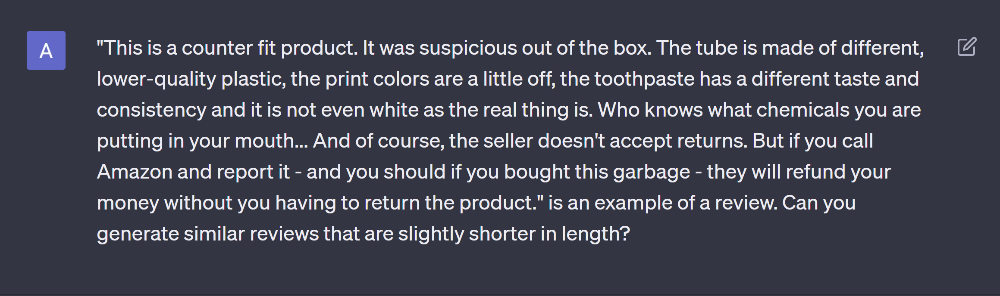 A
"This is a counter fit product. It was suspicious out of the box. The tube is made of different,
lower-quality plastic, the print colors are a little off, the toothpaste has a different taste and
consistency and it is not even white as the real thing is. Who knows what chemicals you are
putting in your mouth... And of course, the seller doesn't accept returns. But if you call
Amazon and report it - and you should if you bought this garbage - they will refund your
money without you having to return the product." is an example of a review. Can you
generate similar reviews that are slightly shorter in length?